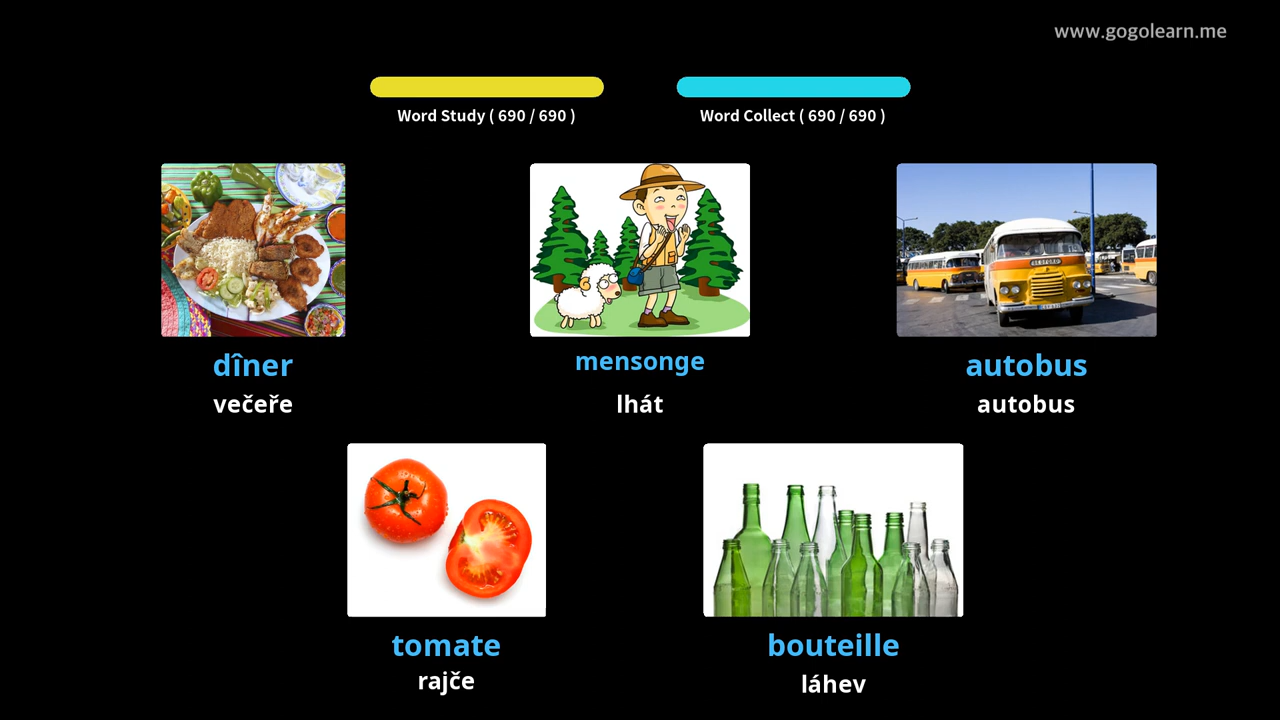 www.gogolearn.me
Word Study ( 690 / 690 )
Word Collect ( 690 / 690 )
dîner
večeře
mensonge
lhát
autobus
autobus
tomate
rajče
bouteille
láhev